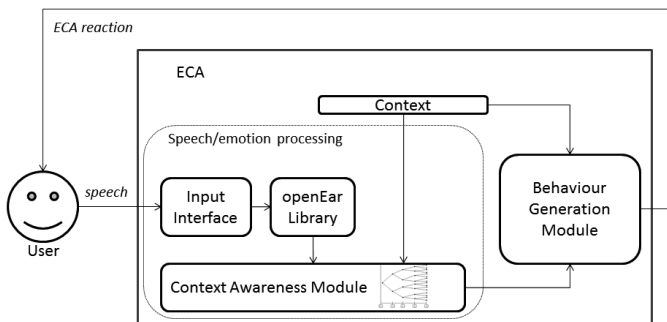 ECA reaction
ECA
Context
Speech/emotion processing
speech
Input
Interface
openEar
Library
Behaviour
Generation
Module
User
Context Awareness Module